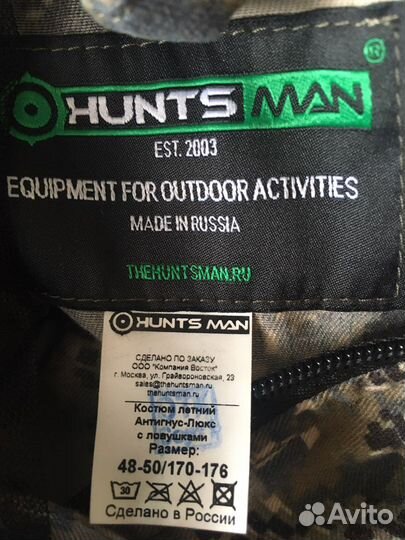 HUNTSMAN ®
EST. 2003
EQUIPMENT FOR OUTDOOR ACTIVITIES
MADE IN RUSSIA
THEHUNTSMAN.RU
HUNTSMAN
СДЕЛАНО ПО ЗАКАЗУ
ООО "Компания Восток"
г. Москва, ул. Грайвороновская, 23
sales@thehuntsman.ru
thehuntsman.ru
Костюм летний
Антигнус-Люкс
с ловушками
Размер:
48-50/170-176
30
Сделано в России
Avito